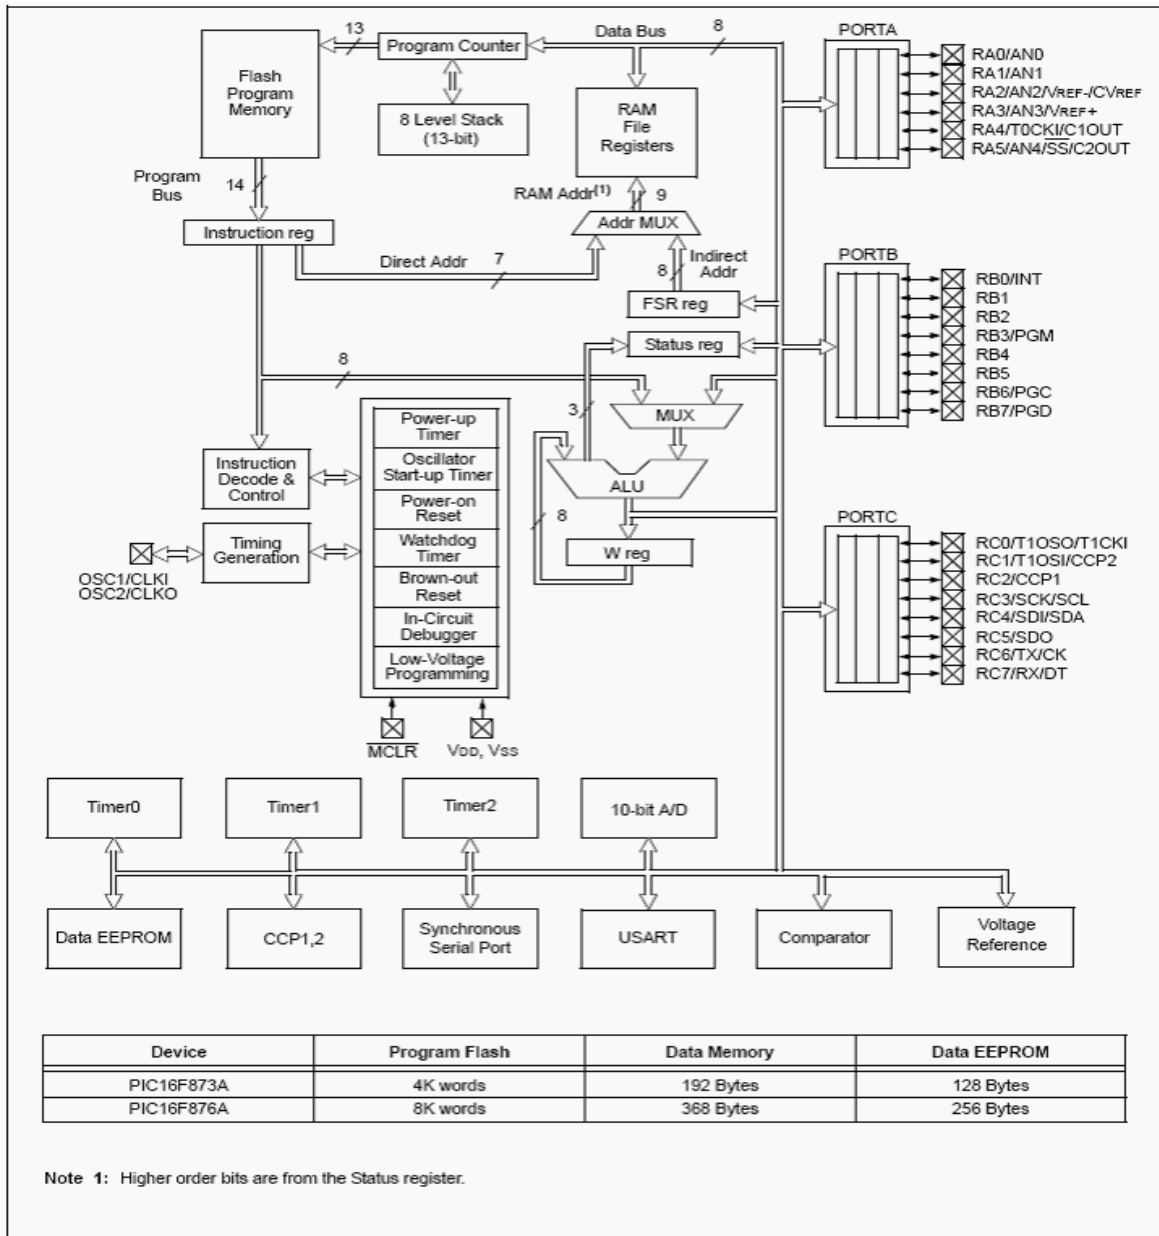 Flash
Program
Memory
13
Program Counter
8 Level Stack
(13-bit)
Data Bus
8
RAM
File
Registers
Program
Bus
14
Instruction reg
RAM Addr(1)
9
Addr MUX
Direct Addr
7
Indirect
Addr
8
FSR reg
Status reg
8
3
MUX
ALU
8
W reg
Instruction
Decode &
Control
Timing
Generation
OSC1/CLKI
OSC2/CLKO
Power-up
Timer
Oscillator
Start-up Timer
Power-on
Reset
Watchdog
Timer
Brown-out
Reset
In-Circuit
Debugger
Low-Voltage
Programming
MCLR
VDD, VSS
PORTA
RA0/AN0
RA1/AN1
RA2/AN2/VREF-/CVREF
RA3/AN3/VREF+
RA4/T0CKI/C1OUT
RA5/AN4/SS/C2OUT
PORTB
RB0/INT
RB1
RB2
RB3/PGM
RB4
RB5
RB6/PGC
RB7/PGD
PORTC
RC0/T1OSO/T1CKI
RC1/T1OSI/CCP2
RC2/CCP1
RC3/SCK/SCL
RC4/SDI/SDA
RC5/SDO
RC6/TX/CK
RC7/RX/DT
Timer0
Timer1
Timer2
10-bit A/D
Data EEPROM
CCP1,2
Synchronous
Serial Port
USART
Comparator
Voltage
Reference
Device Program Flash Data Memory Data EEPROM
PIC16F873A 4K words 192 Bytes 128 Bytes
PIC16F876A 8K words 368 Bytes 256 Bytes
Note 1: Higher order bits are from the Status register.